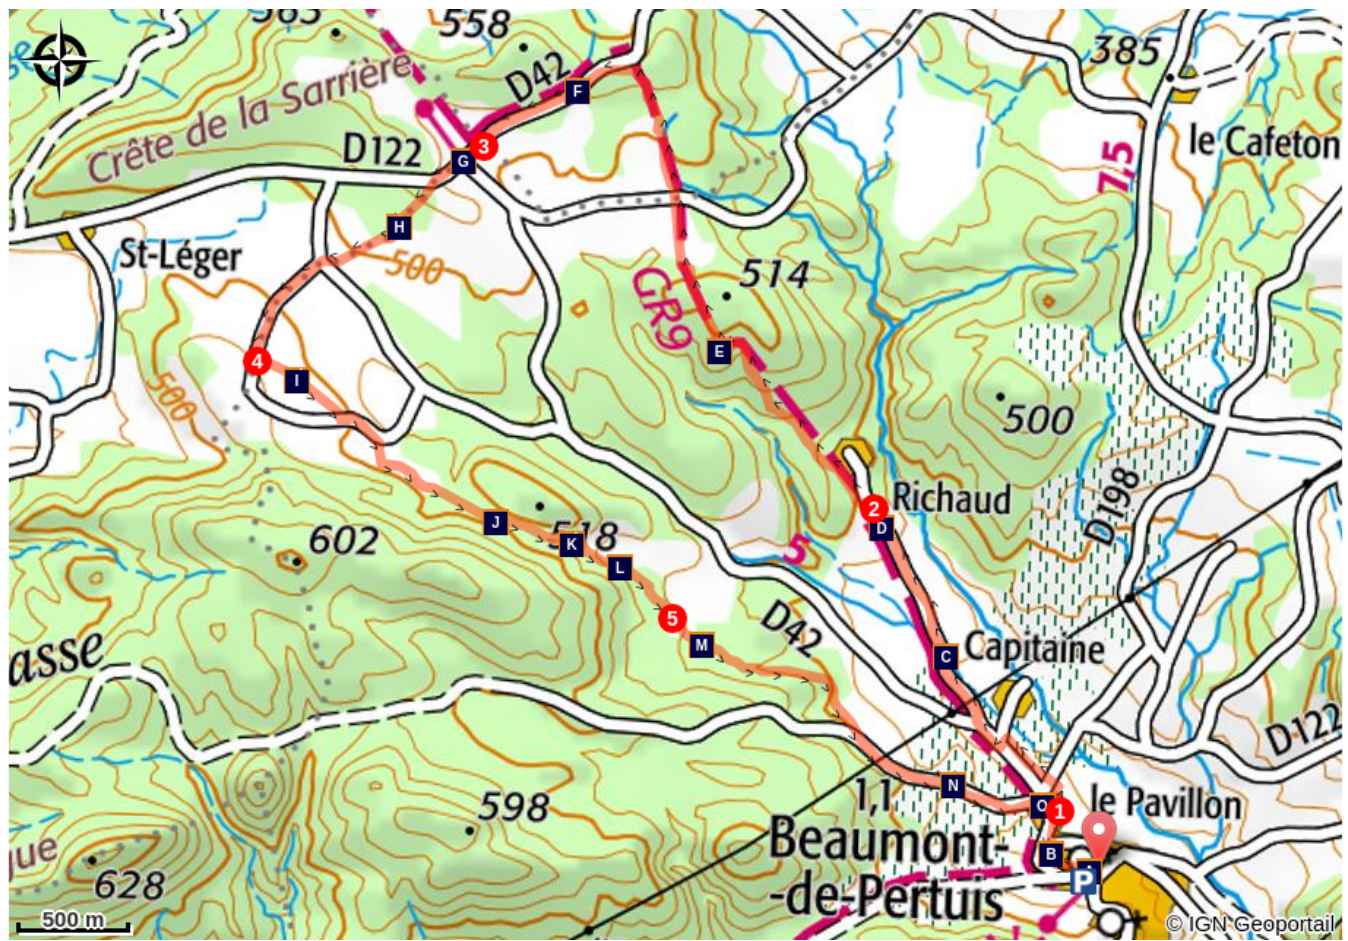 558
385
D42
F
Crête de la Sarrière
D122
3
G
le Cafeton
7,5
H
St-Léger
500
514
GR9
4
I
E
500
500
2
Richaud
D
D198
J
518
K
602
5
L
5
M
D42
C
Capitaine
asse
D122
N
1,1
598
O
1
le Pavillon
B
Beaumont-
-de-Pertuis
P
628
que
500 m
© IGN Geoportail